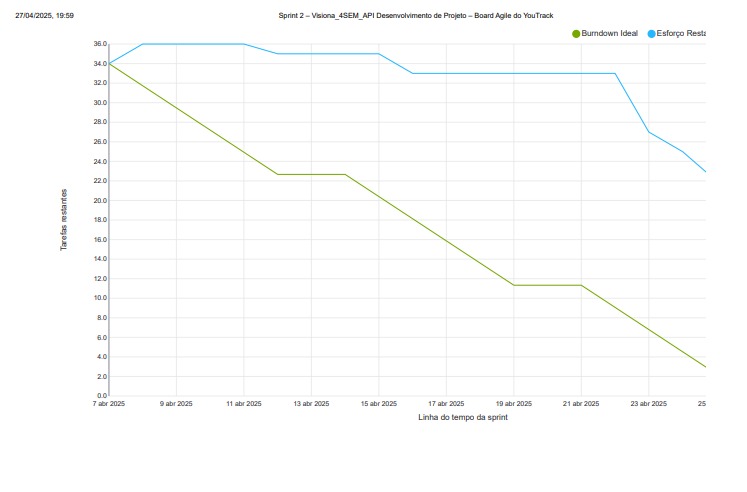 27/04/2025, 19:59
Sprint 2 – Visiona_4SEM_API Desenvolvimento de Projeto – Board Agile do YouTrack
Burndown Ideal
Esforço Resta
36.0
34.0
32.0
30.0
28.0
26.0
24.0
22.0
20.0
18.0
16.0
14.0
12.0
10.0
8.0
6.0
4.0
2.0
0.0
Tarefas restantes
7 abr 2025
9 abr 2025
11 abr 2025
13 abr 2025
15 abr 2025
17 abr 2025
19 abr 2025
21 abr 2025
23 abr 2025
25
Linha do tempo da sprint